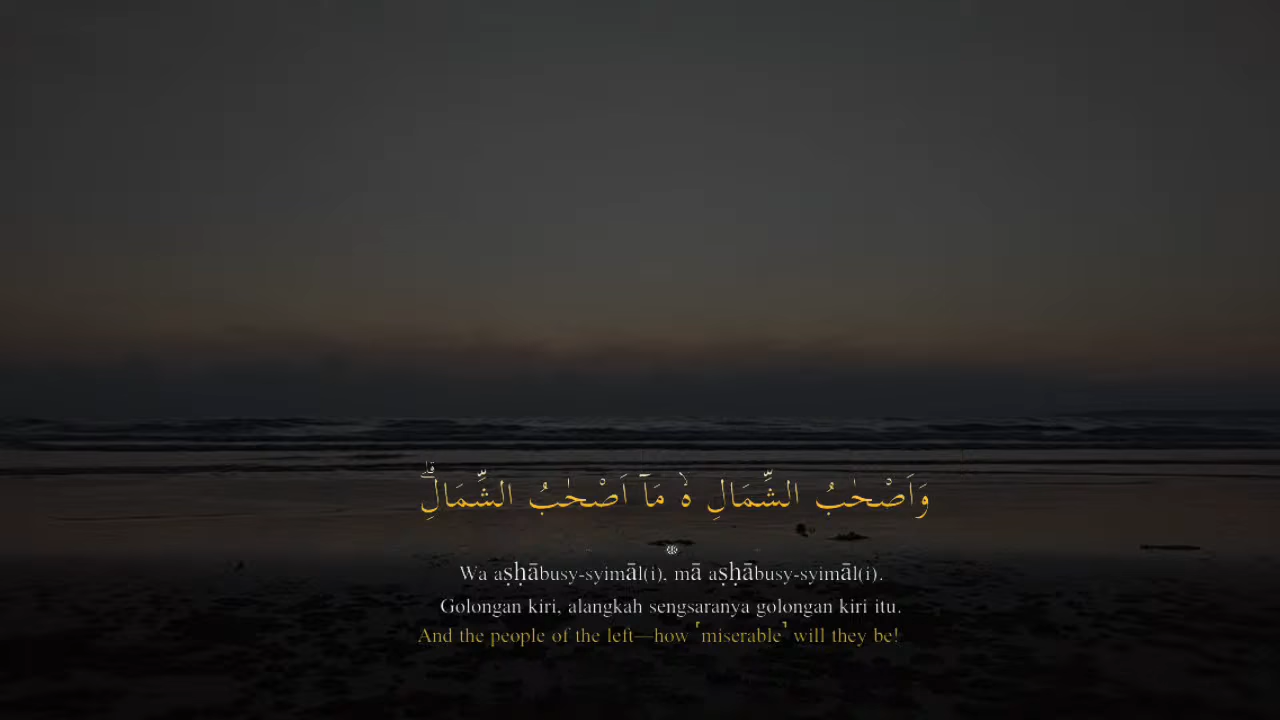 وَاَصْحٰبُ الشِّمَالِ ەۙ مَآ اَصْحٰبُ الشِّمَالِۗ
Wa aṣḥābusy-syimāl(i), mā aṣḥābusy-syimāl(i).
Golongan kiri, alangkah sengsaranya golongan kiri itu.
And the people of the left—how ˹miserable˺ will they be!